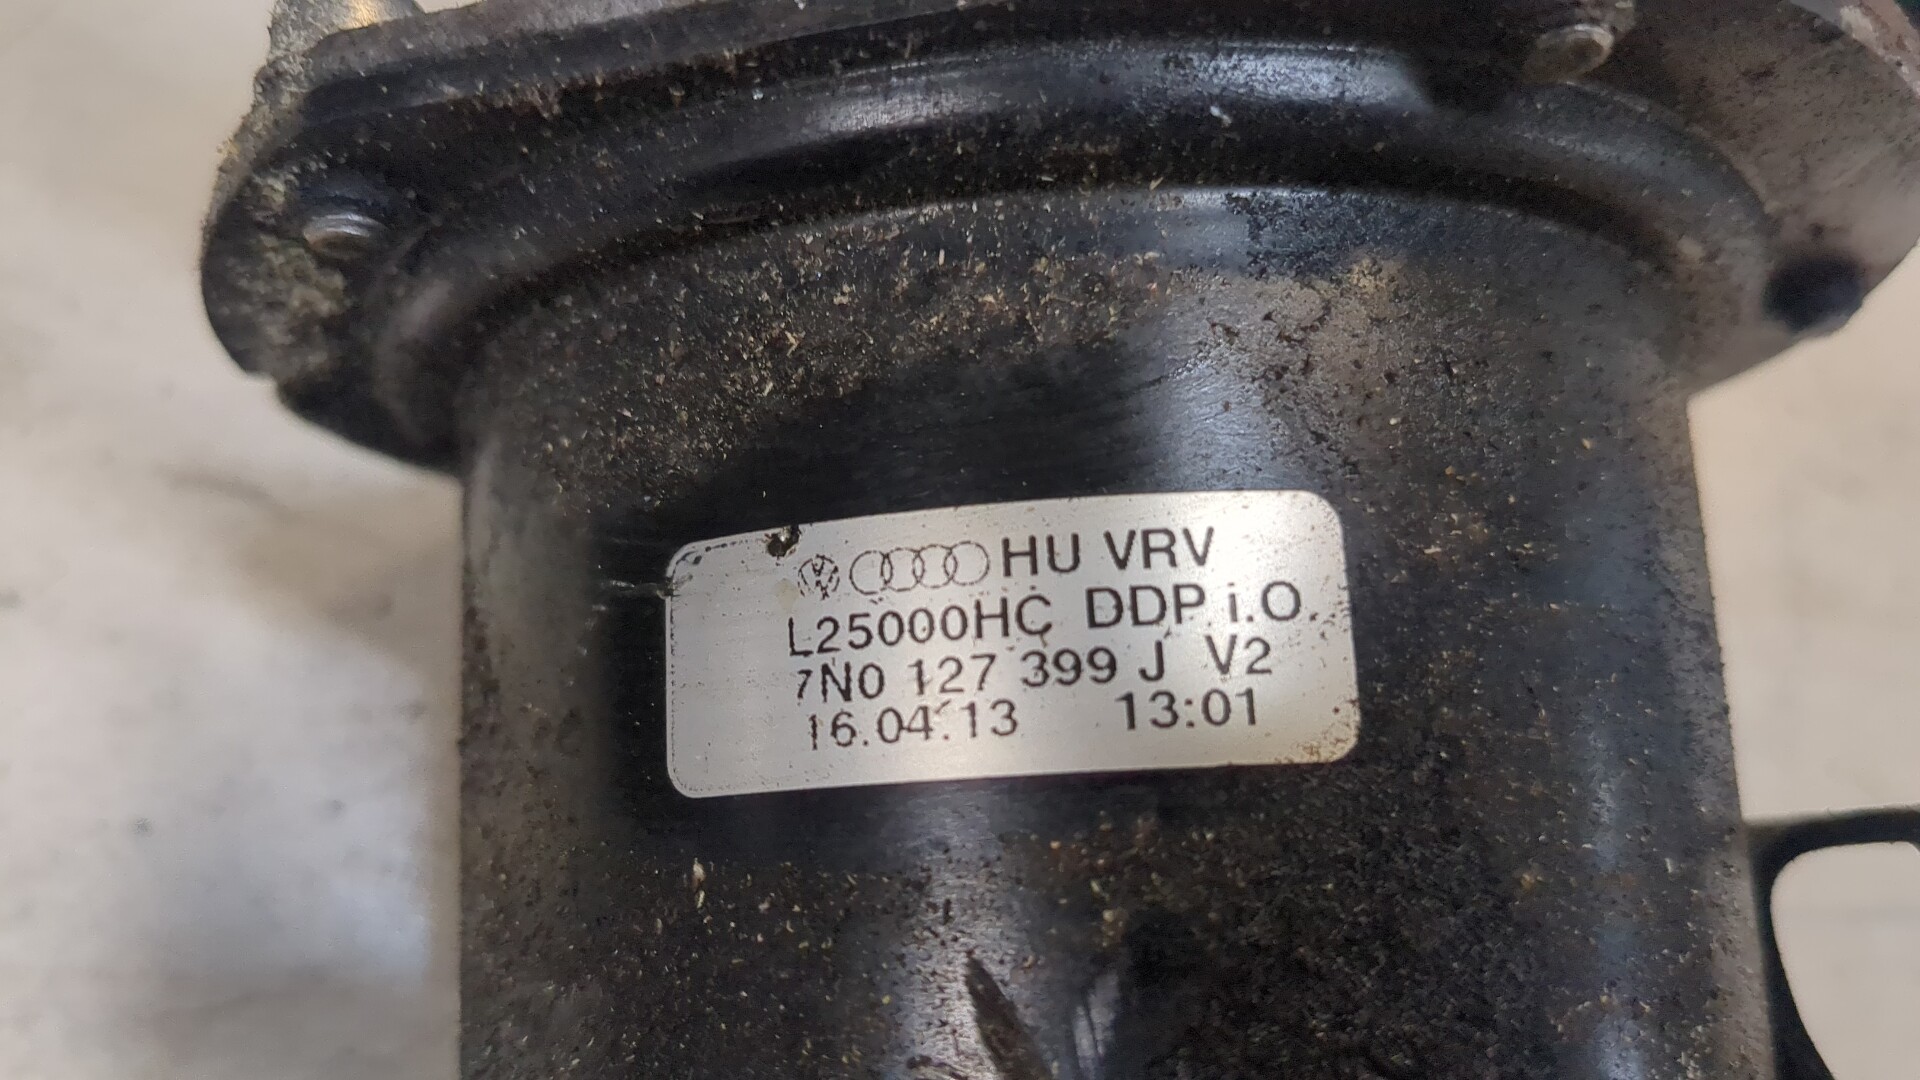 HU VRV
L25000HC DDP i.O.
7N0 127 399 J V2
16.04.13 13:01